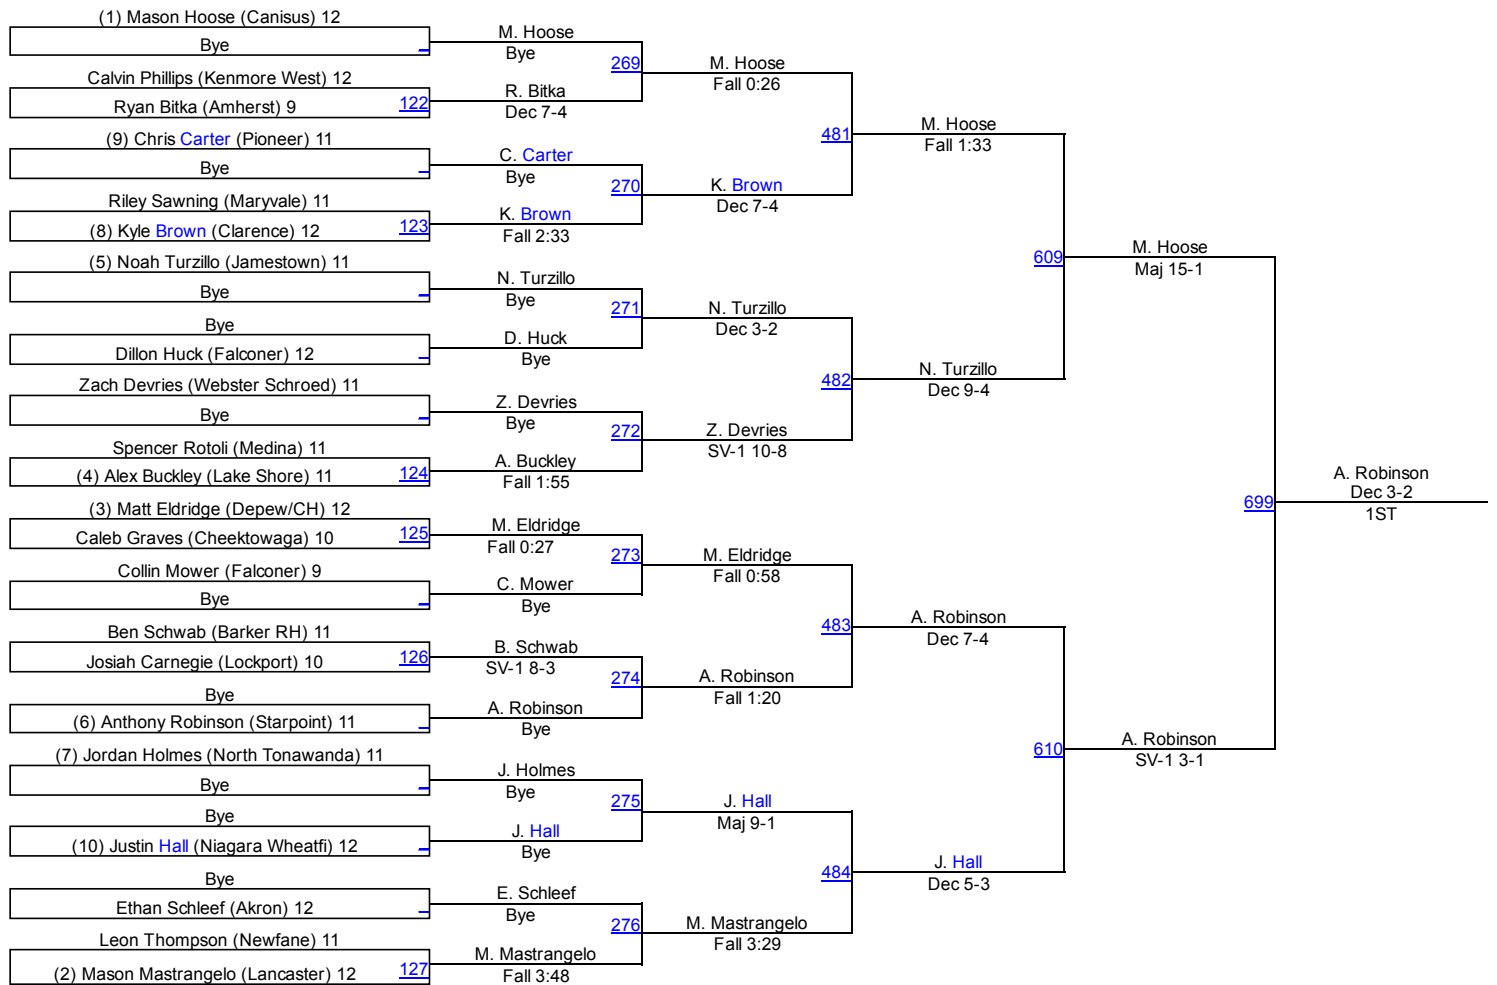 (1) Mason Hoose (Canisus) 12
Bye
M. Hoose
Bye
269
Calvin Phillips (Kenmore West) 12
Ryan Bitka (Amherst) 9
122
R. Bitka
Dec 7-4
M. Hoose
Fall 0:26
(9) Chris Carter (Pioneer) 11
Bye
C. Carter
Bye
270
481
M. Hoose
Fall 1:33
Riley Sawning (Maryvale) 11
(8) Kyle Brown (Clarence) 12
123
K. Brown
Fall 2:33
K. Brown
Dec 7-4
(5) Noah Turzillo (Jamestown) 11
Bye
N. Turzillo
Bye
271
609
M. Hoose
Maj 15-1
Bye
Dillon Huck (Falconer) 12
D. Huck
Bye
N. Turzillo
Dec 3-2
Zach Devries (Webster Schroed) 11
Bye
Z. Devries
Bye
272
482
N. Turzillo
Dec 9-4
Spencer Rotoli (Medina) 11
(4) Alex Buckley (Lake Shore) 11
124
A. Buckley
Fall 1:55
Z. Devries
SV-1 10-8
(3) Matt Eldridge (Depew/CH) 12
Caleb Graves (Cheektowaga) 10
125
M. Eldridge
Fall 0:27
273
699
A. Robinson
Dec 3-2
1ST
Collin Mower (Falconer) 9
Bye
C. Mower
Bye
M. Eldridge
Fall 0:58
Ben Schwab (Barker RH) 11
Josiah Carnegie (Lockport) 10
126
B. Schwab
SV-1 8-3
274
483
A. Robinson
Dec 7-4
Bye
(6) Anthony Robinson (Starpoint) 11
A. Robinson
Bye
A. Robinson
Fall 1:20
(7) Jordan Holmes (North Tonawanda) 11
Bye
J. Holmes
Bye
275
610
A. Robinson
SV-1 3-1
Bye
(10) Justin Hall (Niagara Wheatfi) 12
J. Hall
Bye
J. Hall
Maj 9-1
Bye
Ethan Schleef (Akron) 12
E. Schleef
Bye
276
484
J. Hall
Dec 5-3
Leon Thompson (Newfane) 11
(2) Mason Mastrangelo (Lancaster) 12
127
M. Mastrangelo
Fall 3:48
M. Mastrangelo
Fall 3:29